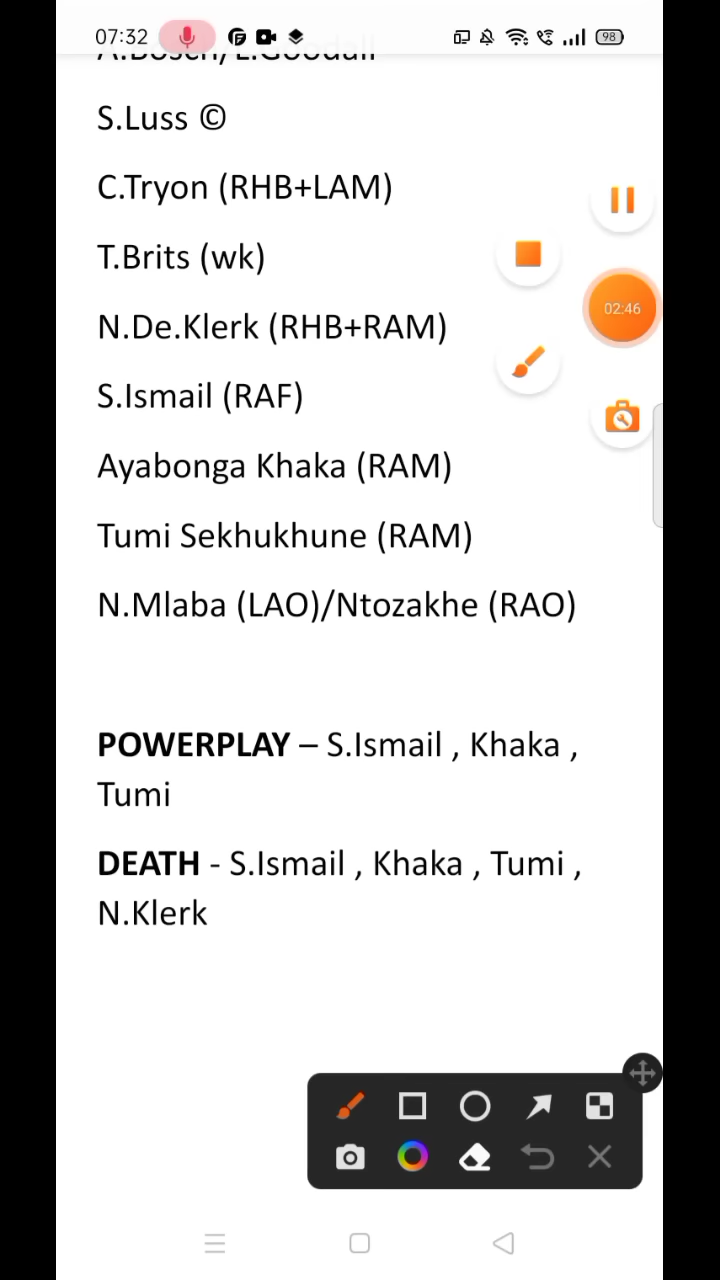 07:32
98
S.Luss ©
C.Tryon (RHB+LAM)
T.Brits (wk)
N.De.Klerk (RHB+RAM)
02:46
S.Ismail (RAF)
Ayabonga Khaka (RAM)
Tumi Sekhukhune (RAM)
N.Mlaba (LAO)/Ntozakhe (RAO)
POWERPLAY – S.Ismail , Khaka ,
Tumi
DEATH - S.Ismail , Khaka , Tumi ,
N.Klerk